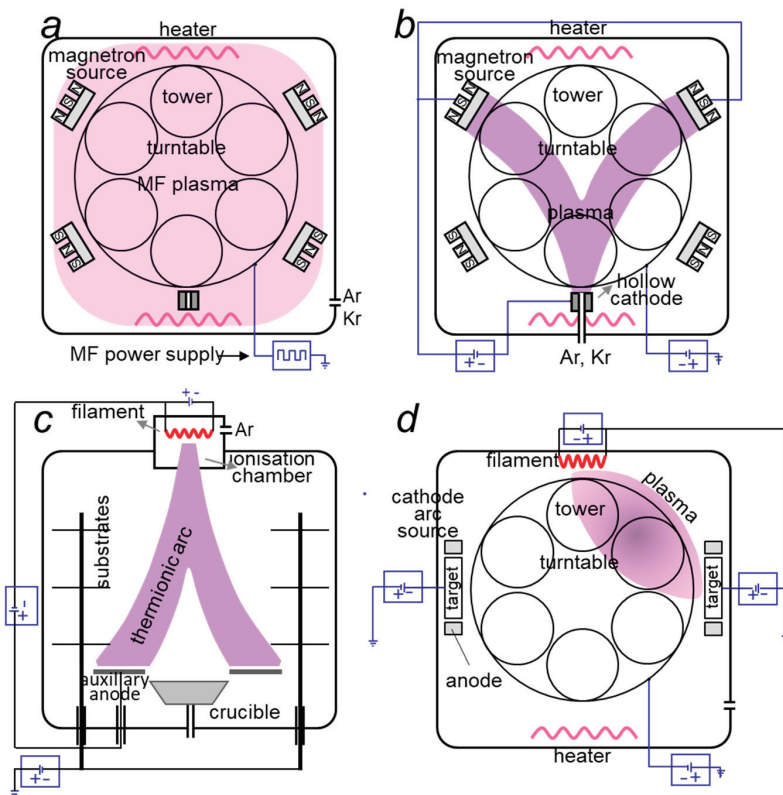 a
heater
magnetron
source
N S N
N S N
tower
turntable
MF plasma
S N S
S N S
Ar
Kr
MF power supply
b
heater
magnetron
source
N S N
N S N
tower
turntable
plasma
S N S
S N S
hollow
cathode
+ -
Ar, Kr
- +
c
+ -
filament
Ar
ionisation
chamber
substrates
thermionic arc
- +
auxiliary
anode
crucible
+ -
d
+ -
filament
plasma
cathode
arc
source
tower
turntable
target
target
+ -
+ -
anode
heater
- +